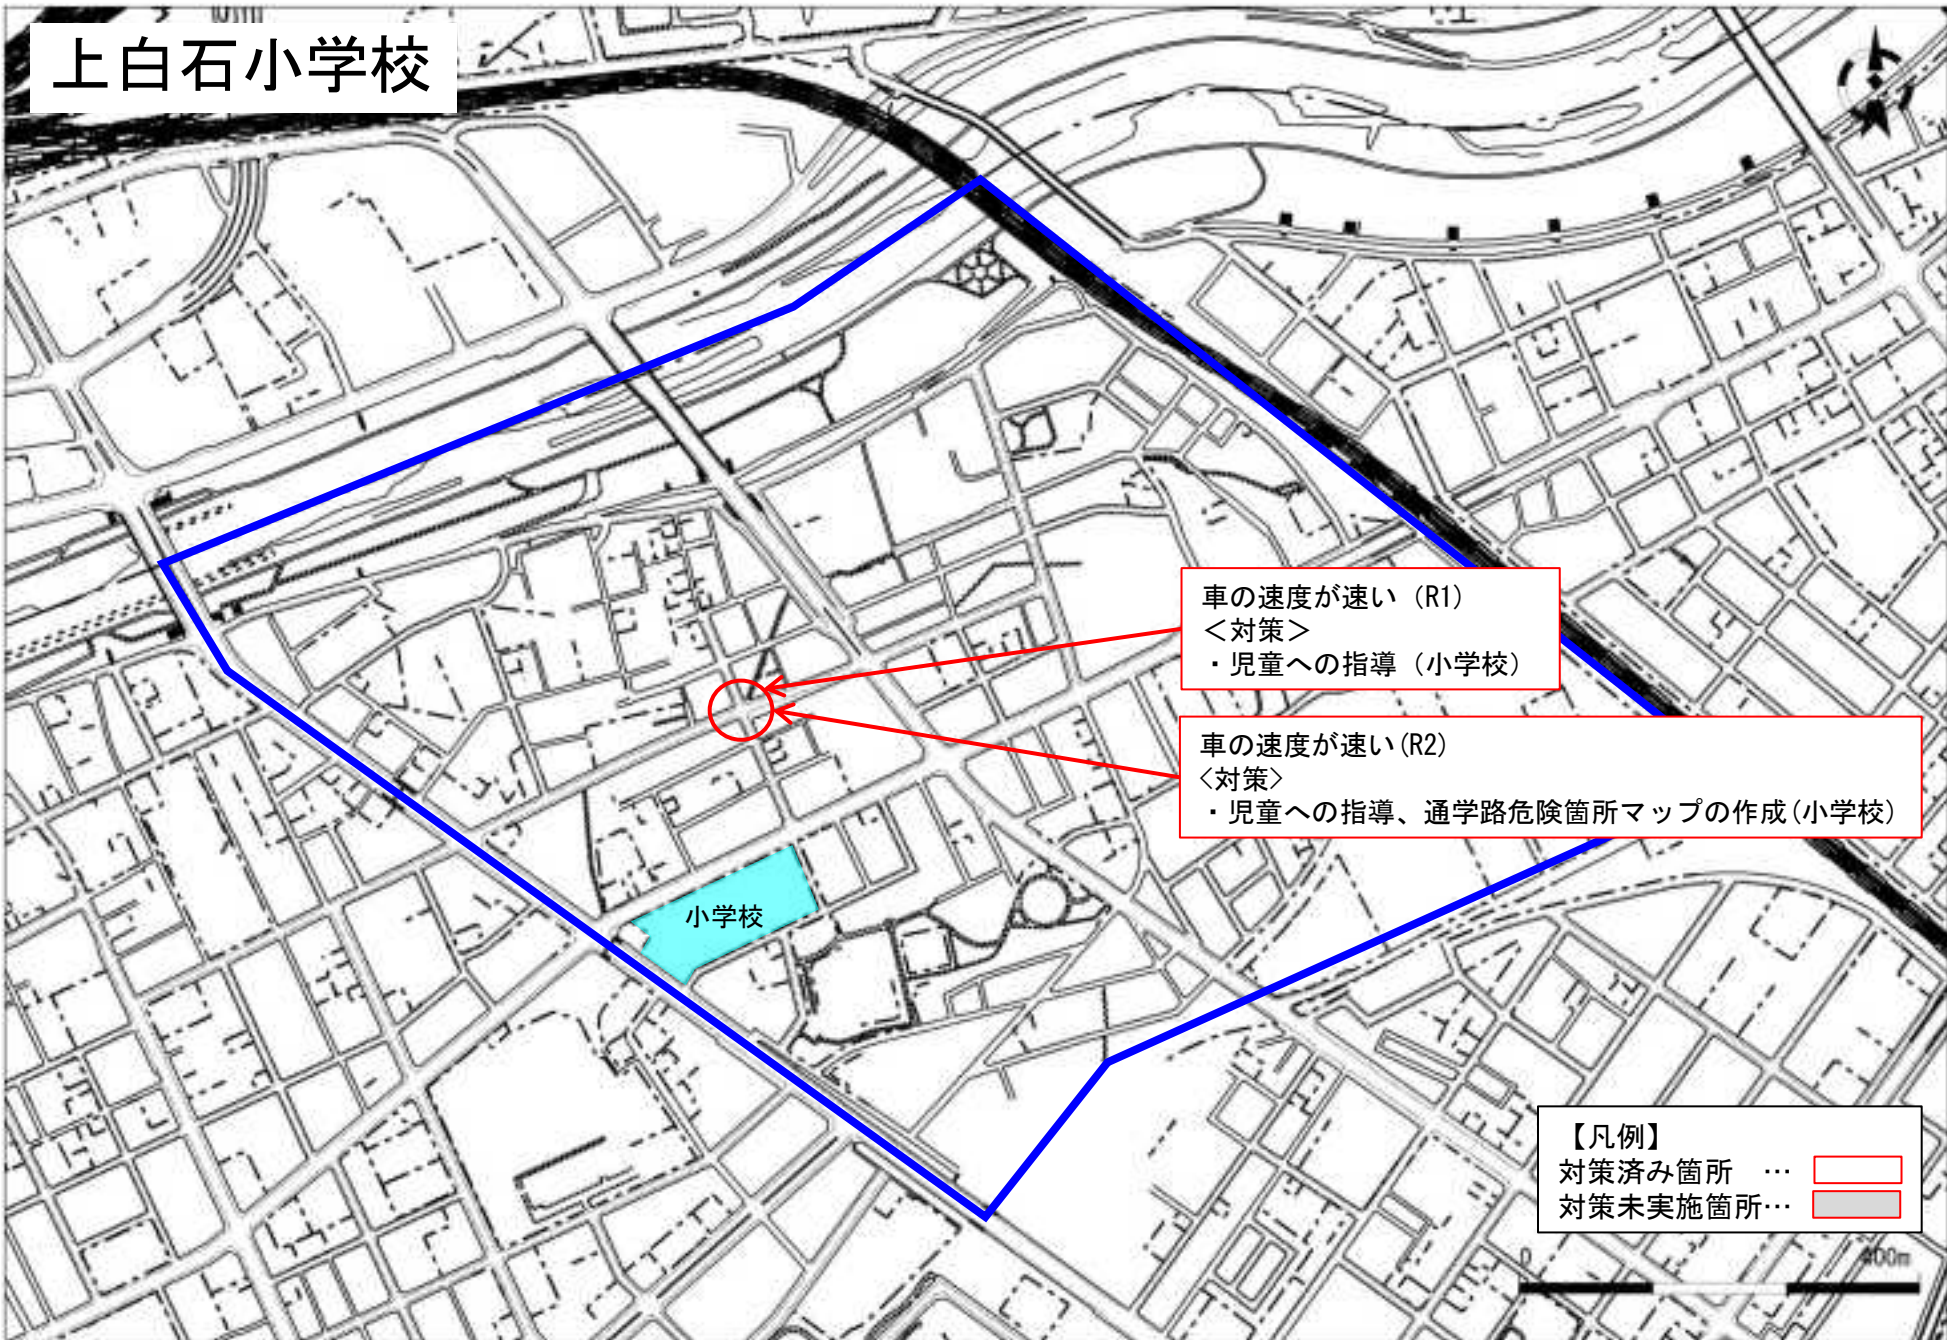 上白石小学校
車の速度が速い（R1）
＜対策＞
・児童への指導（小学校）
車の速度が速い(R2)
<対策>
・児童への指導、通学路危険箇所マップの作成(小学校)
小学校
【凡例】
対策済み箇所 …
対策未実施箇所…
0 400m